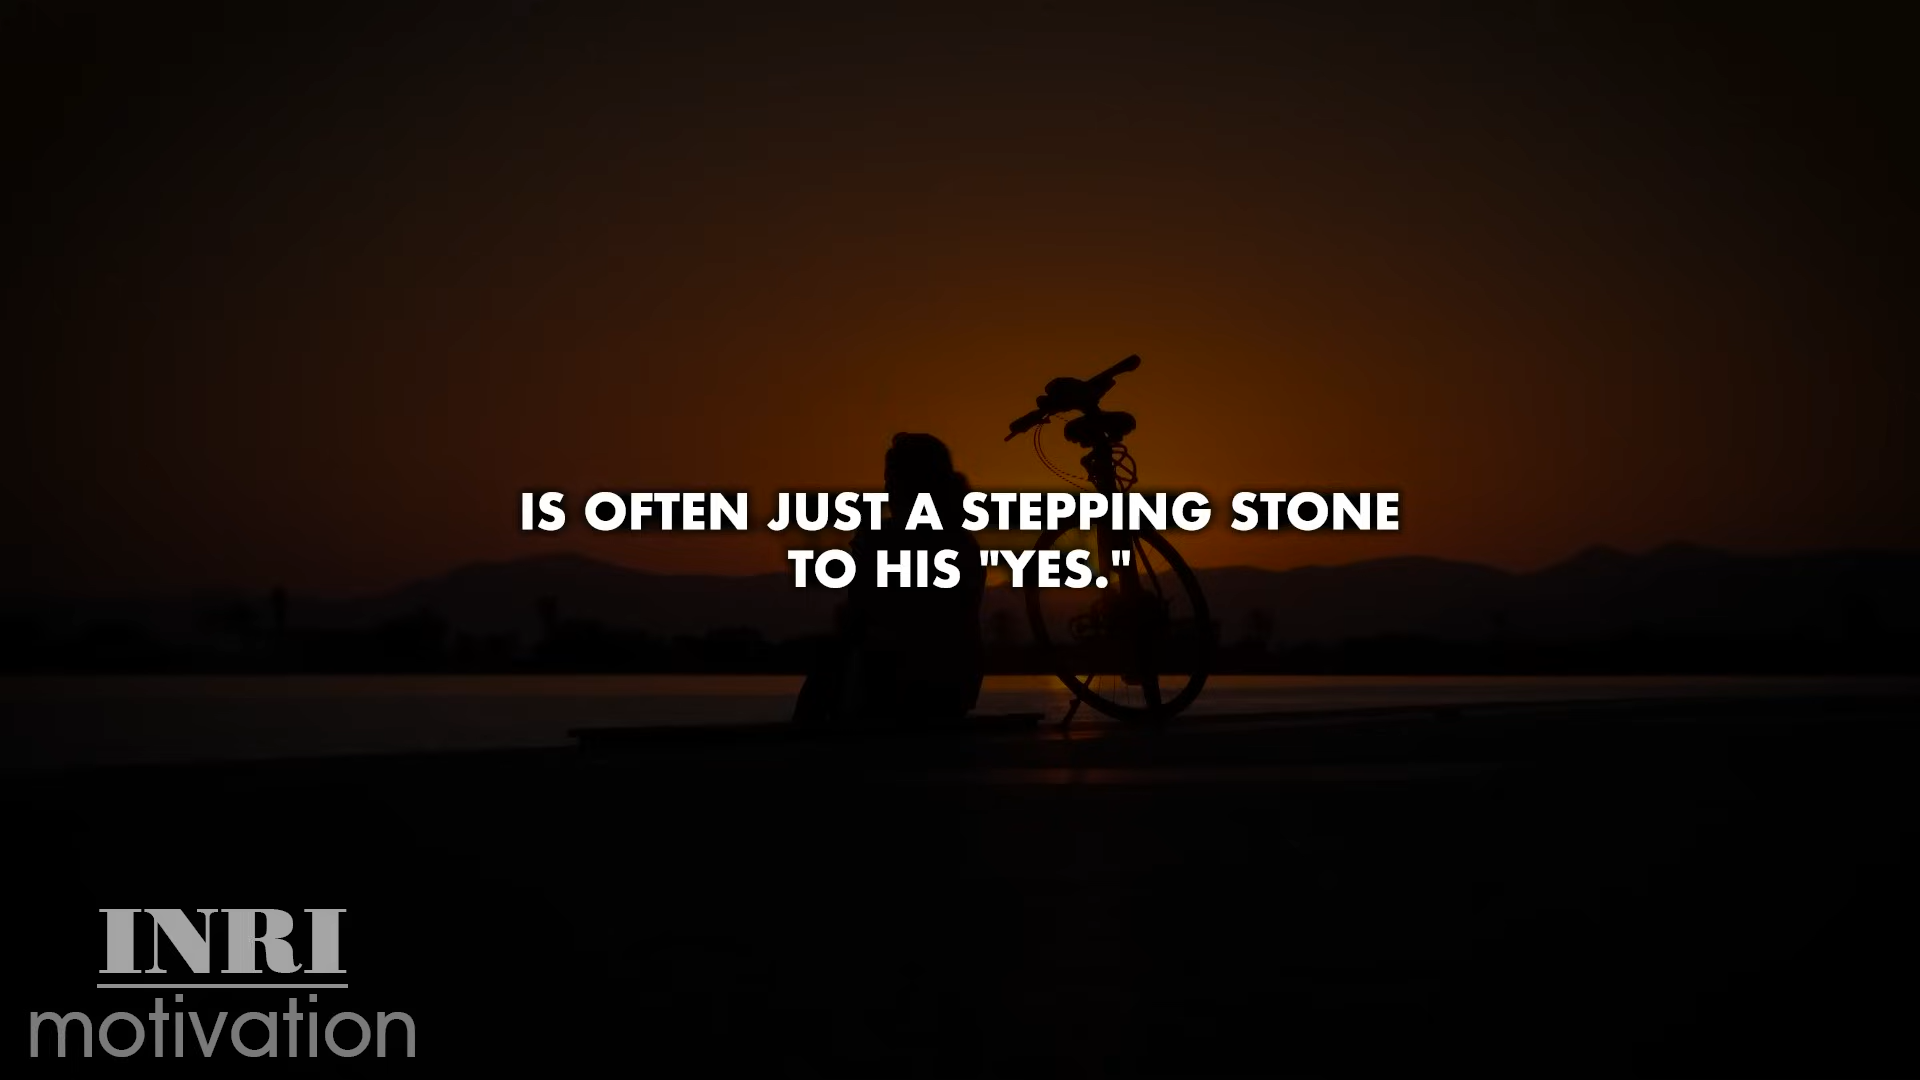 IS OFTEN JUST A STEPPING STONE
TO HIS "YES."
INRI
motivation